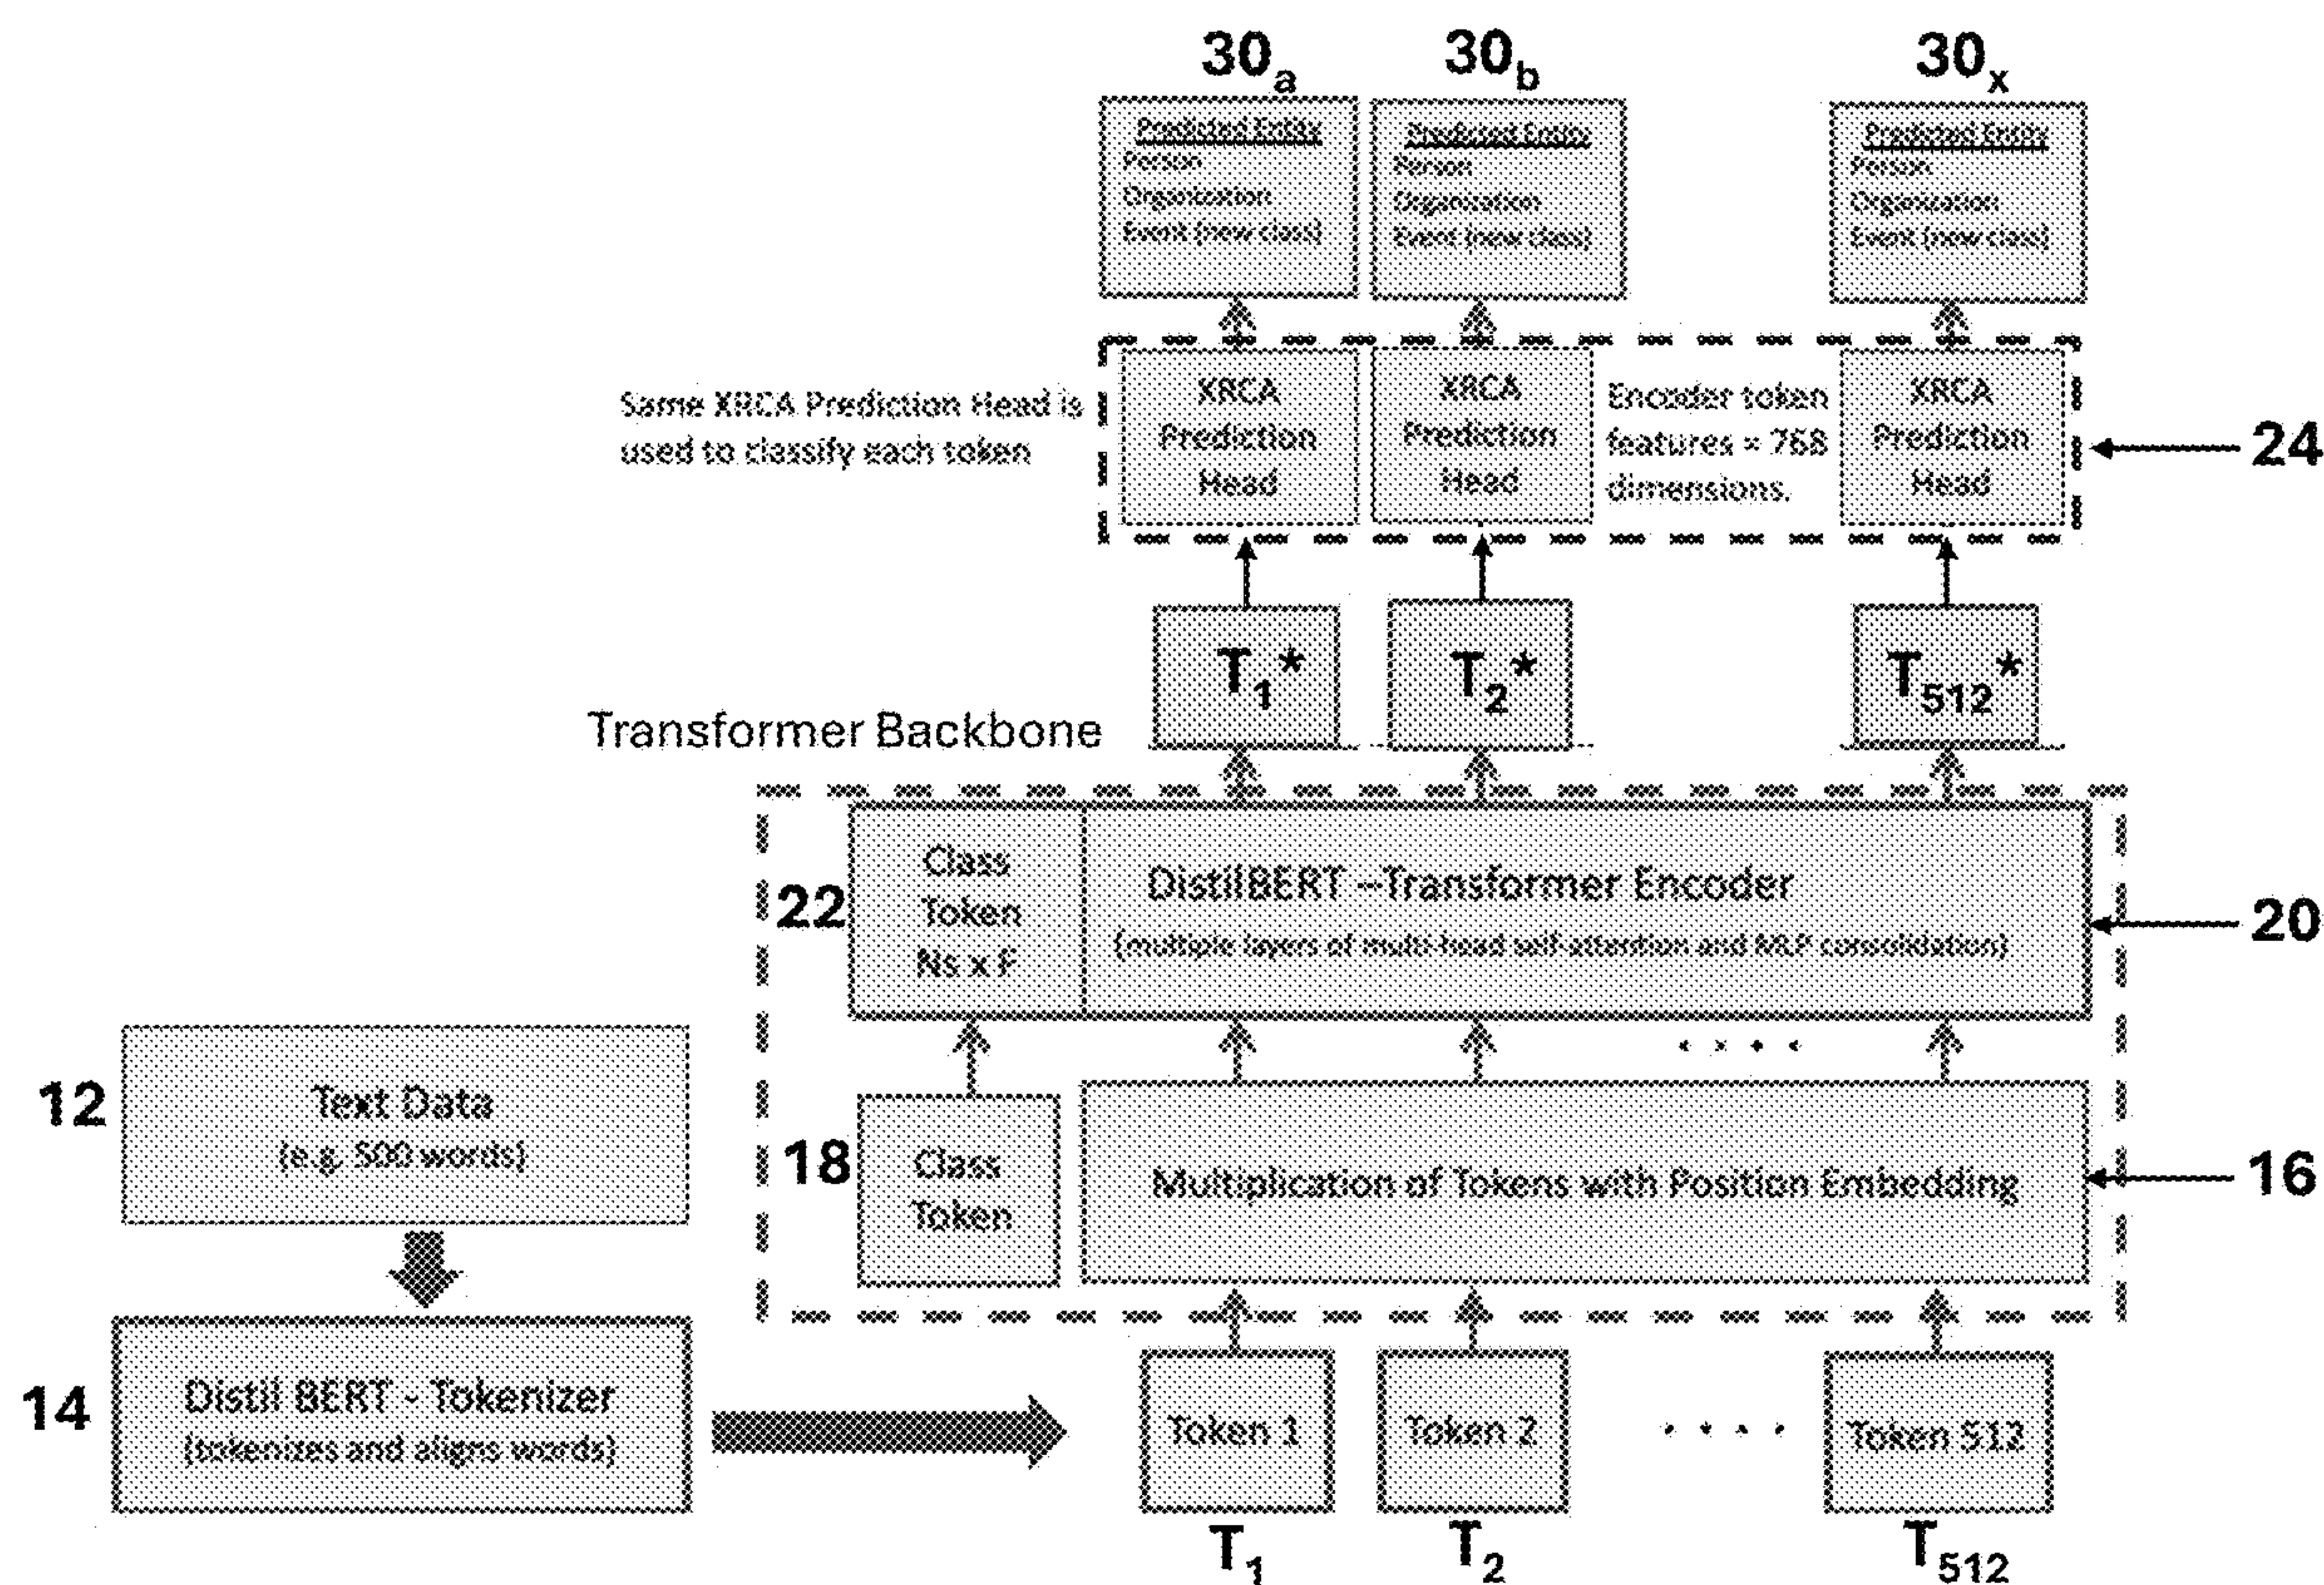 30a
30b
30x
Predicted Entity
Person
Organization
Event (new class)
Predicted Entity
Person
Organization
Event (new class)
Predicted Entity
Person
Organization
Event (new class)
Same XRCA Prediction Head is
used to classify each token
XRCA
Prediction
Head
XRCA
Prediction
Head
Encoder token
features = 768
dimensions.
XRCA
Prediction
Head
24
T1*
T2*
T512*
Transformer Backbone
22
Class
Token
Ns x F
DistilBERT –Transformer Encoder
(multiple layers of multi-head self-attention and MLP consolidation)
20
12
Text Data
(e.g. 500 words)
18
Class
Token
Multiplication of Tokens with Position Embedding
16
14
Distil BERT - Tokenizer
(tokenizes and aligns words)
Token 1
Token 2
. . . .
Token 512
T1
T2
T512